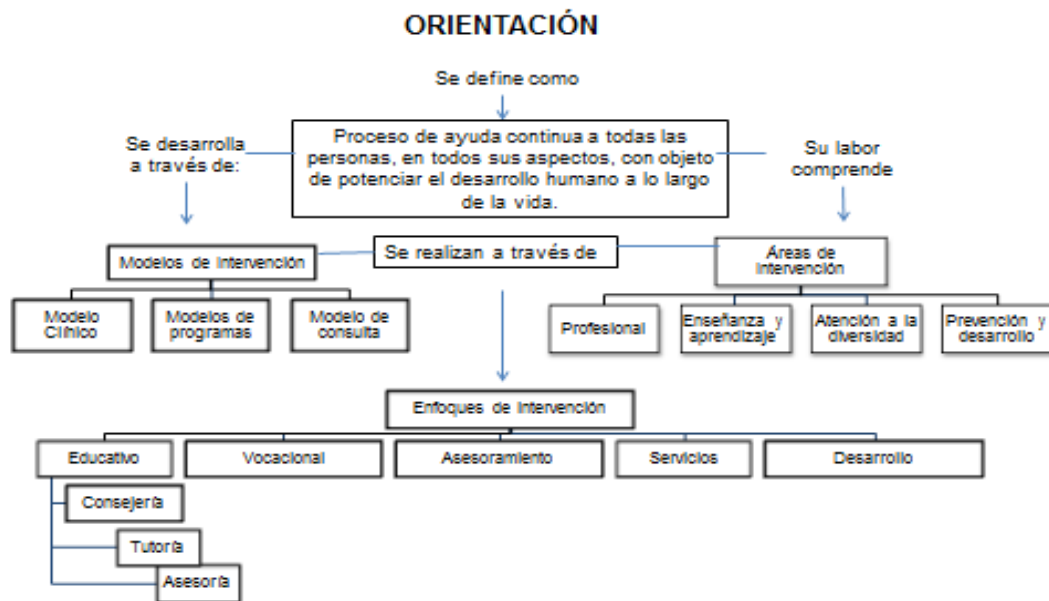 ORIENTACIÓN
Se define como
Se desarrolla
a través de:
Proceso de ayuda continua a todas las
personas, en todos sus aspectos, con objeto
de potenciar el desarrollo humano a lo largo
de la vida.
Su labor
comprende
Modelos de Intervención
Se realizan a través de
Áreas de
Intervención
Modelo
Clínico
Modelos de
programas
Modelo de
consulta
Profesional
Enseñanza y
aprendizaje
Atención a la
diversidad
Prevención y
desarrollo
Enfoques de Intervención
Educativo
Vocacional
Asesoramiento
Servicios
Desarrollo
Consejería
Tutoría
Asesoría